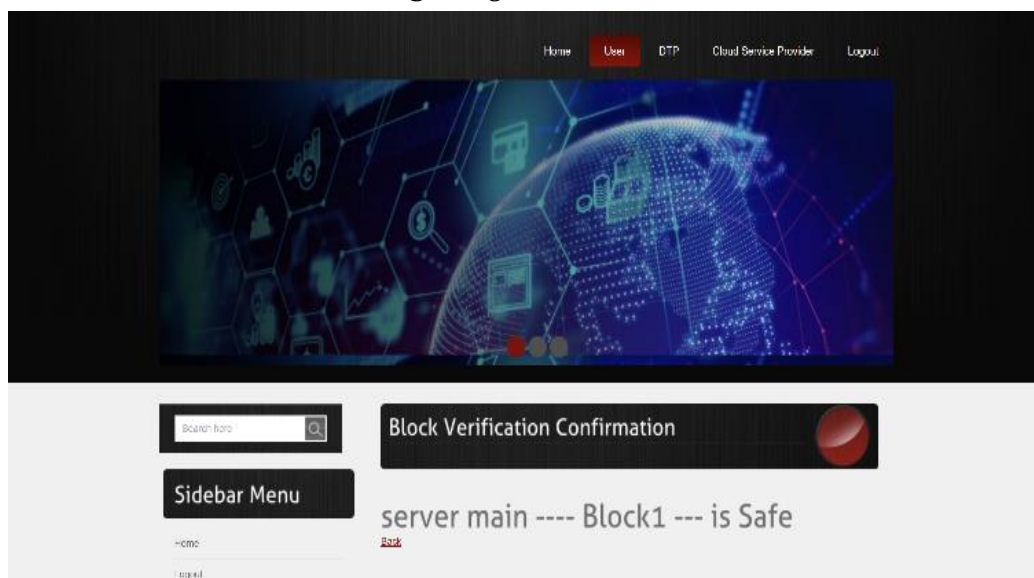 Home User DTP Cloud Service Provider Logout
Search here
Block Verification Confirmation
Sidebar Menu
server main ---- Block1 --- is Safe
Back
Home
Logout